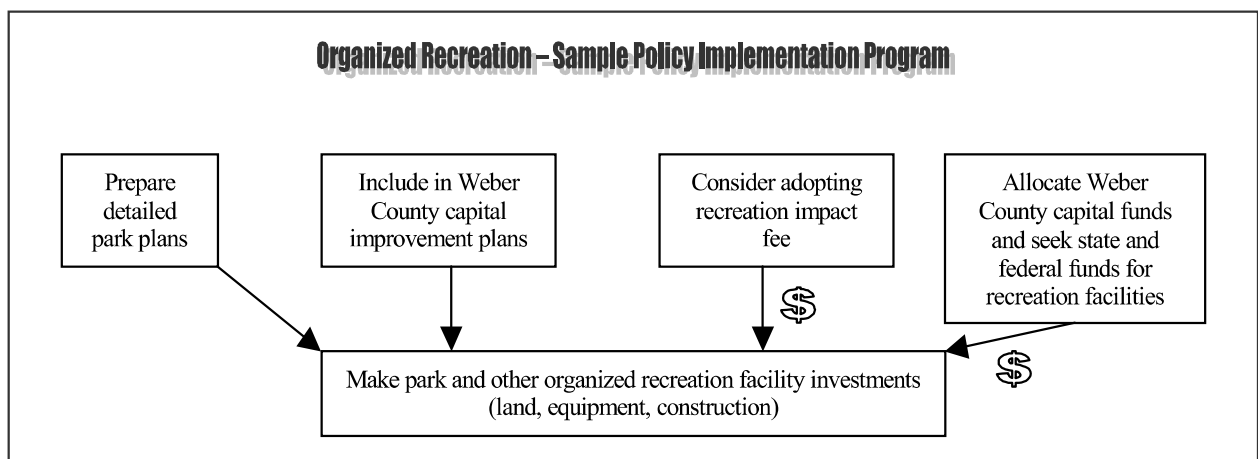 Organized Recreation – Sample Policy Implementation Program
Prepare
detailed
park plans
Include in Weber
County capital
improvement plans
Consider adopting
recreation impact
fee
Allocate Weber
County capital funds
and seek state and
federal funds for
recreation facilities
$
$
Make park and other organized recreation facility investments
(land, equipment, construction)